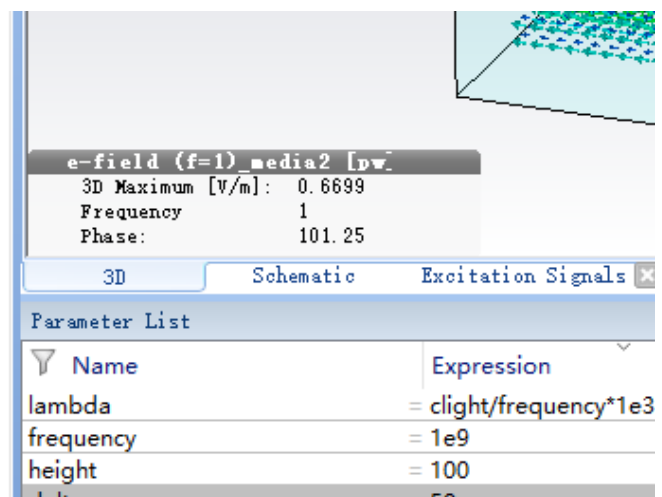 e-field (f=1)_media2 [pw]
3D Maximum [V/m]: 0.6699
Frequency 1
Phase: 101.25
3D Schematic Excitation Signals
Parameter List
Name Expression
lambda = clight/frequency*1e3
frequency = 1e9
height = 100